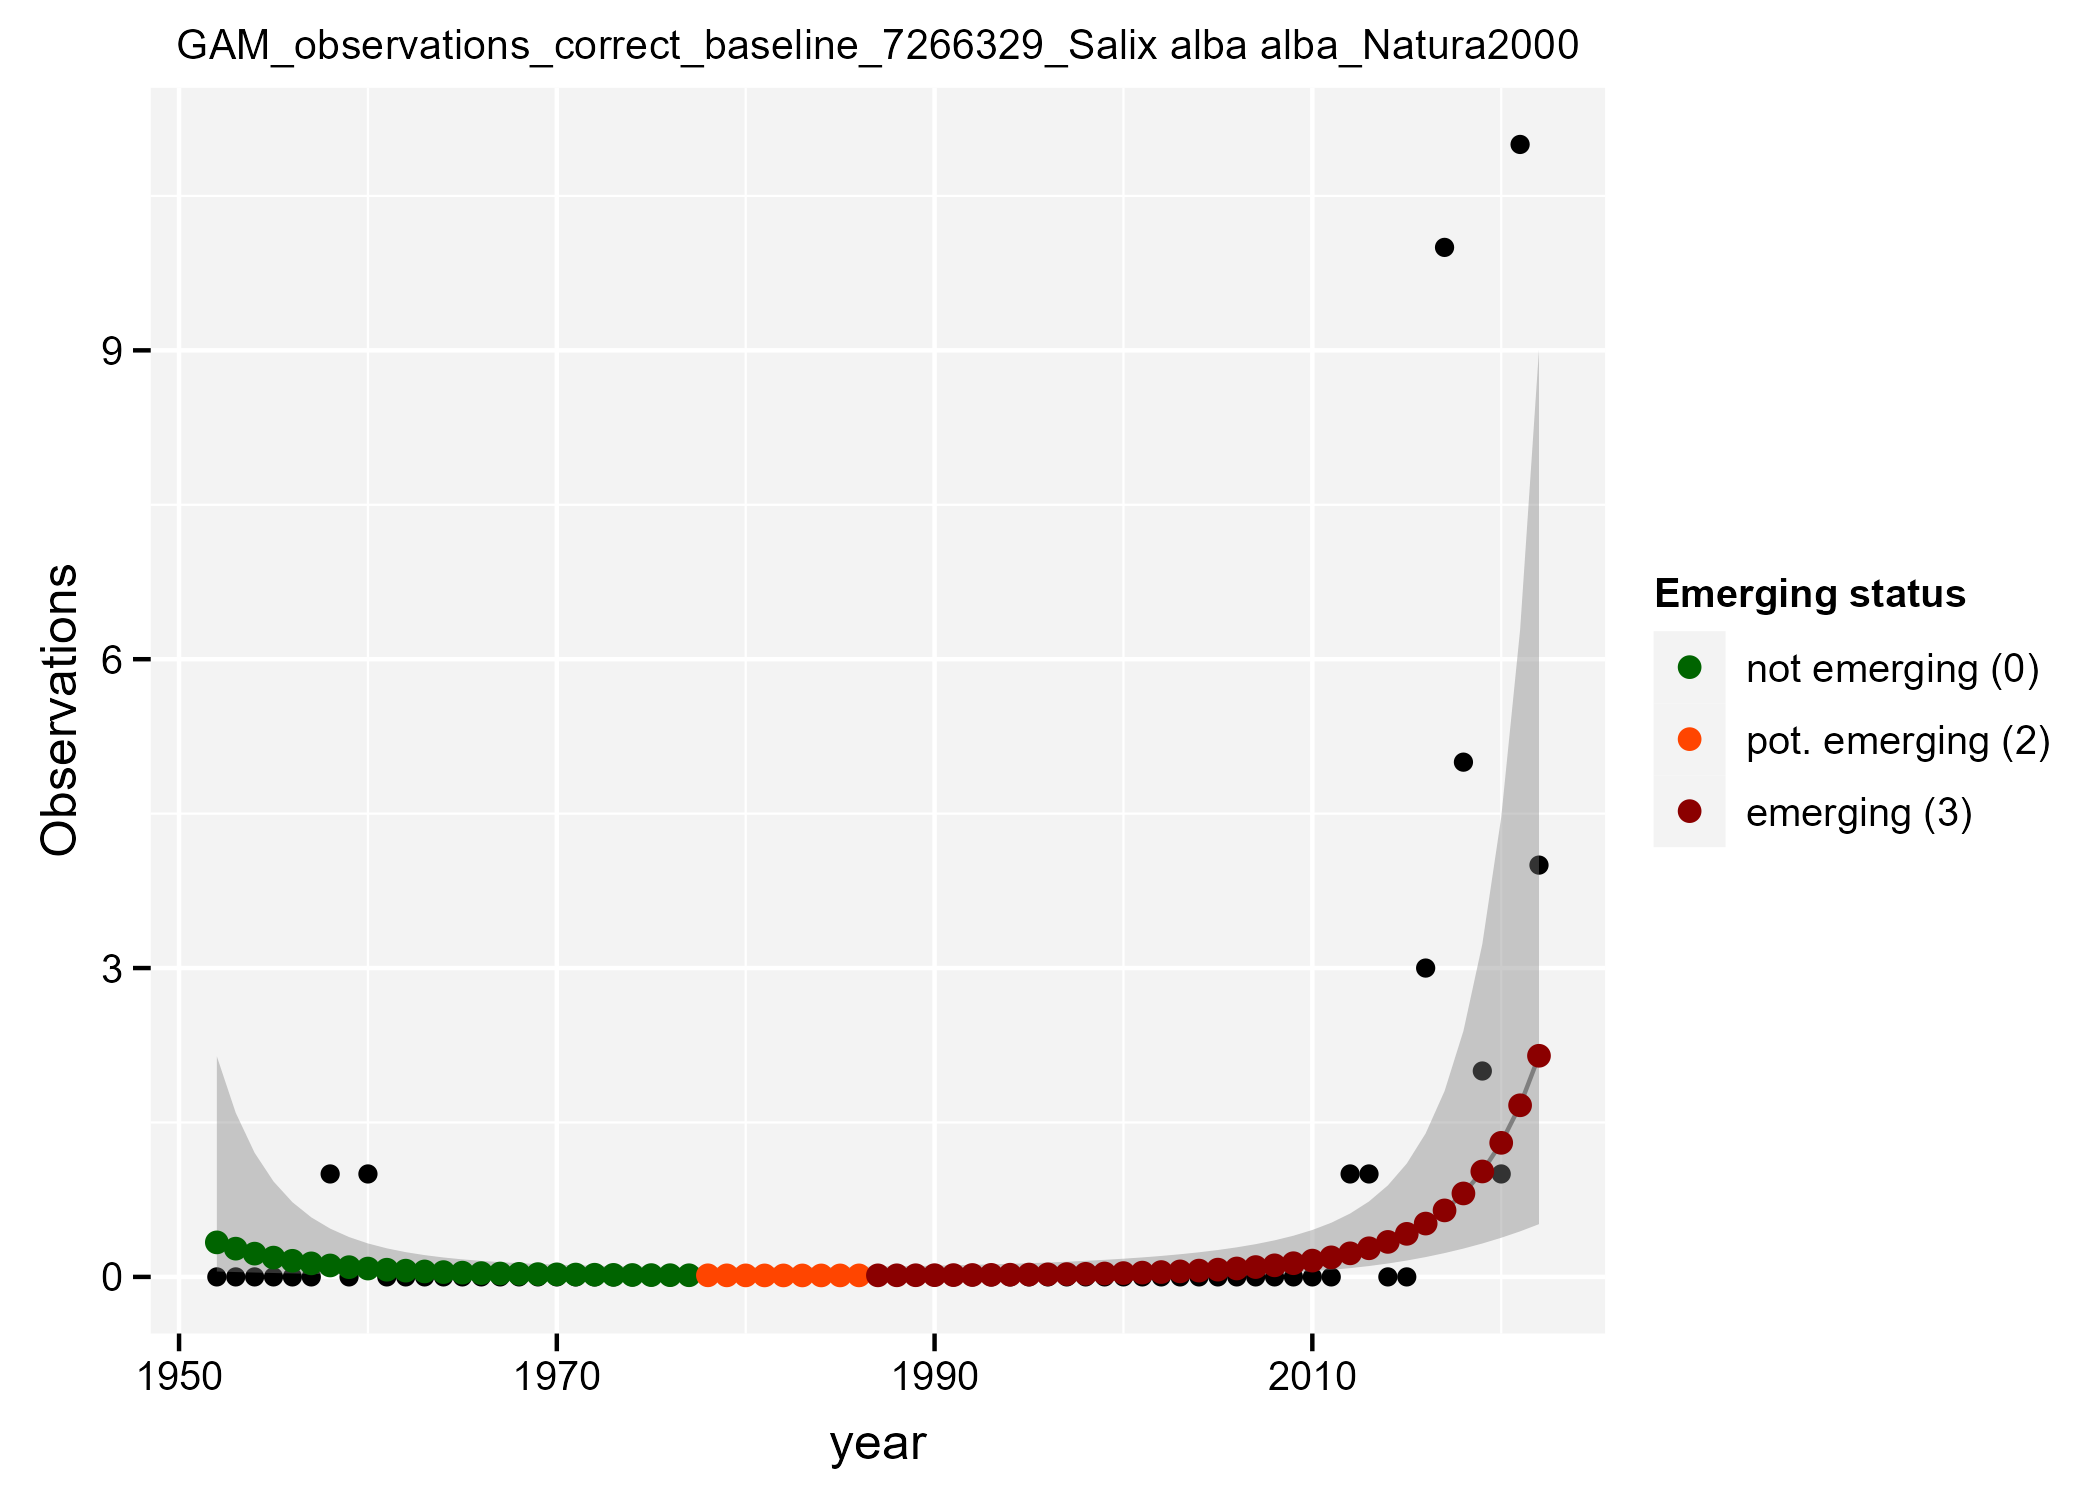 GAM_observations_correct_baseline_7266329_Salix alba alba_Natura2000
Observations
9
6
3
0
1950
1970
1990
2010
year
Emerging status
not emerging (0)
pot. emerging (2)
emerging (3)